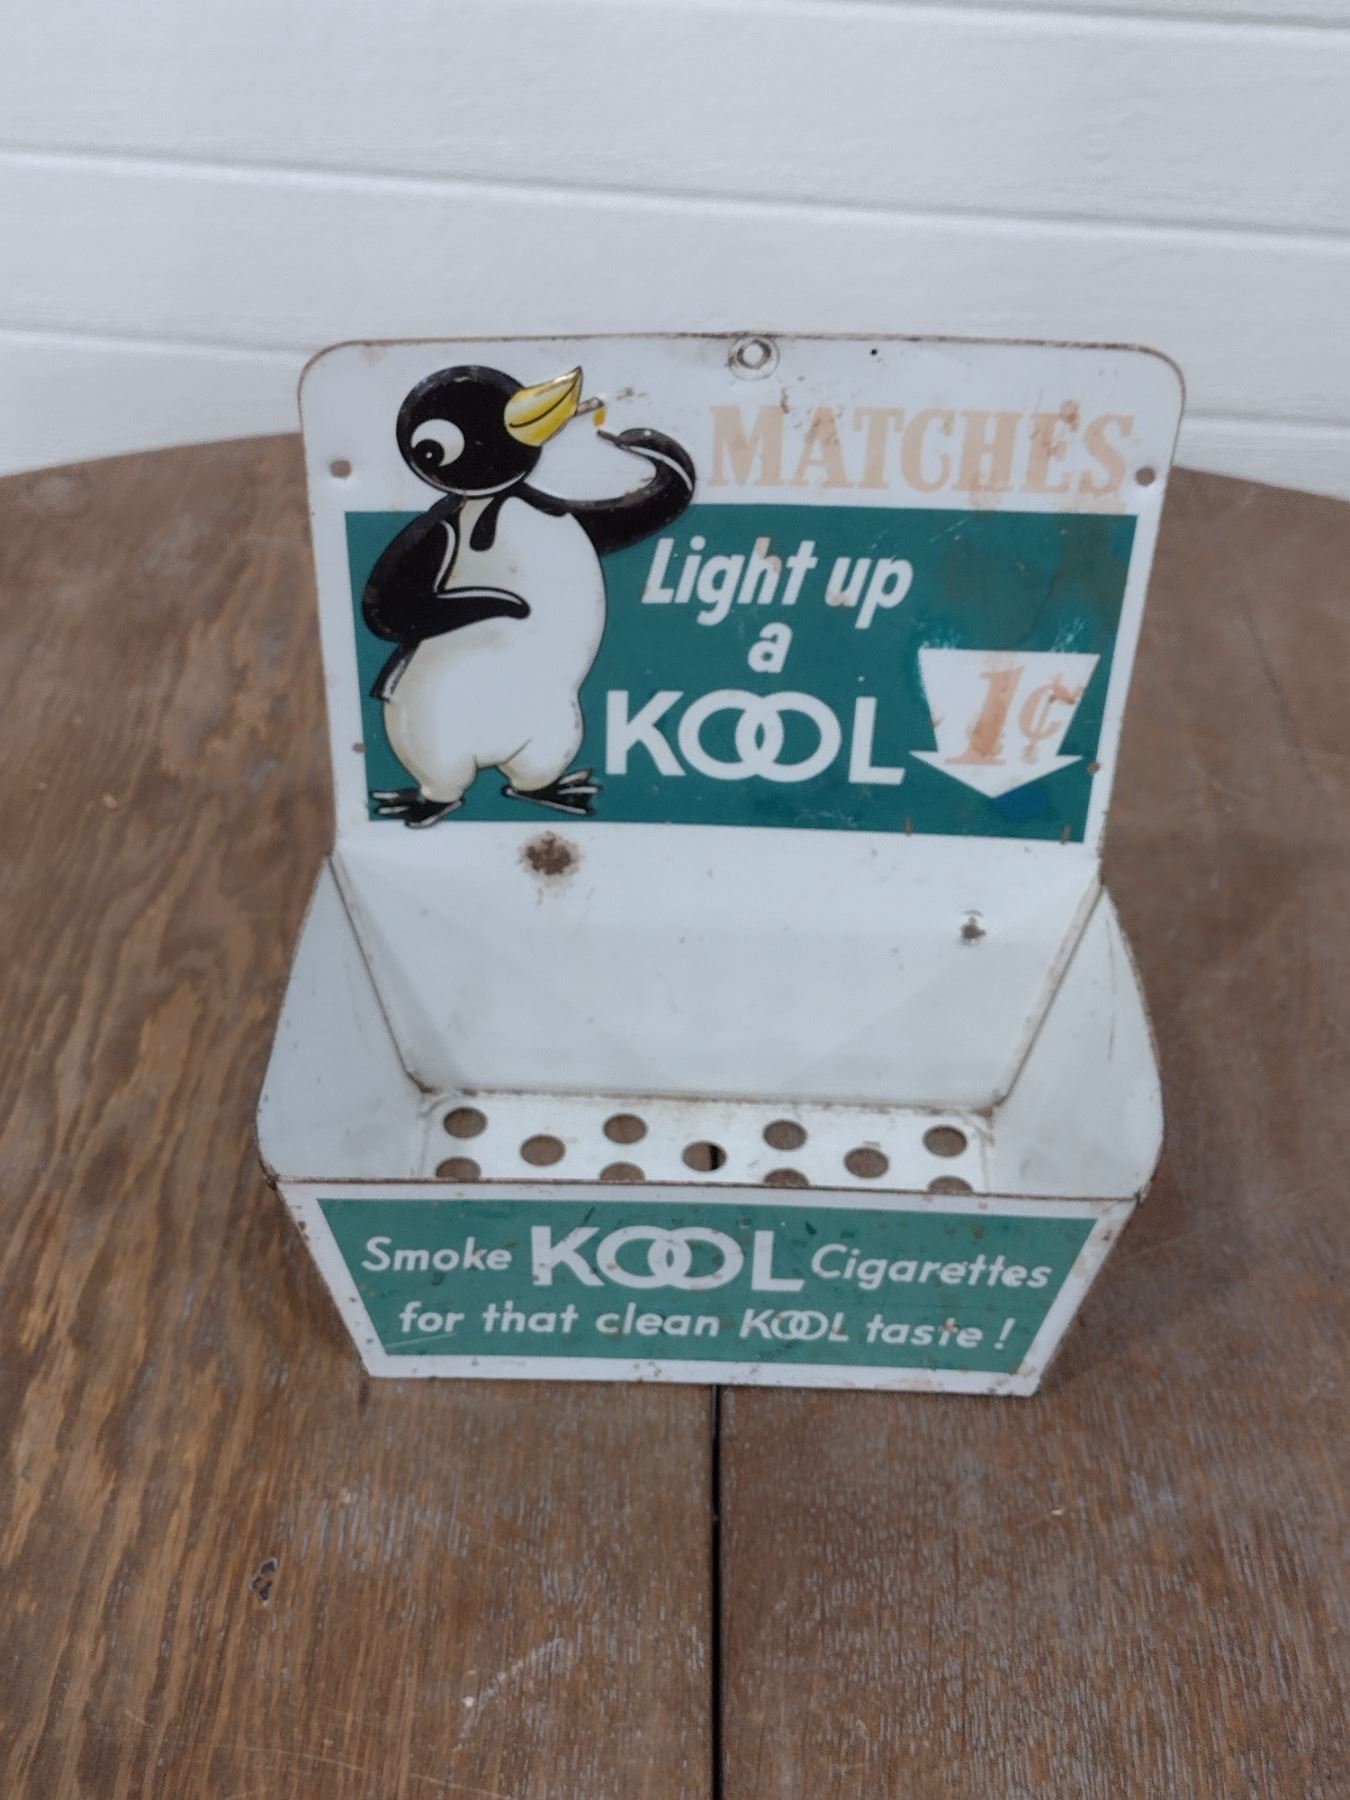 MATCHES
Light up
a
KOOL
1¢
Smoke KOOL Cigarettes
for that clean KOOL taste!